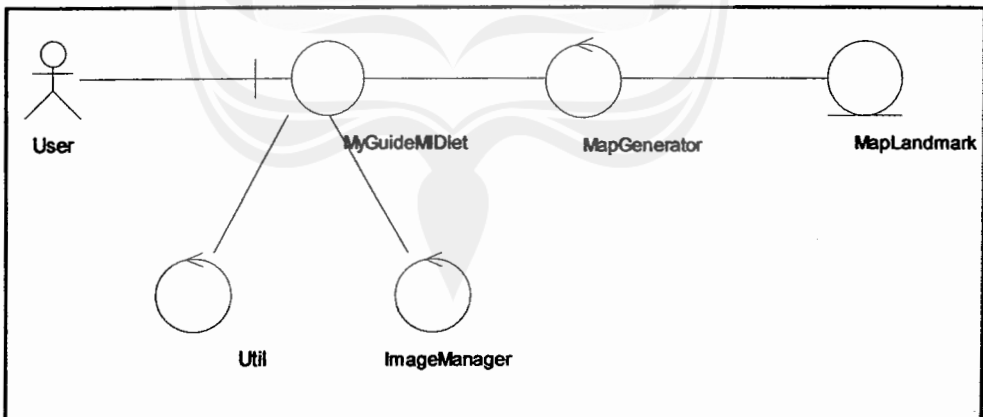 User
MyGuideMIDlet
MapGenerator
MapLandmark
Util
ImageManager